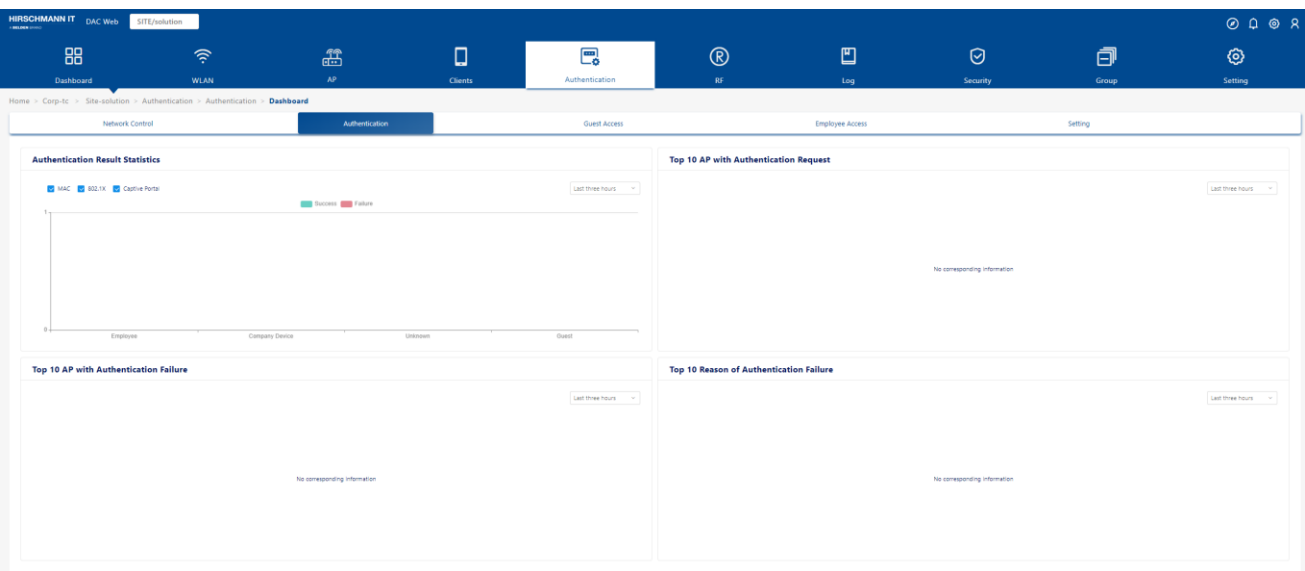 HIRSCHMANN IT DAC Web SITE/solution
A BELDEN BRAND
Dashboard WLAN AP Clients Authentication RF Log Security Group Setting
Home > Corp-tc > Site-solution > Authentication > Authentication > Dashboard
Network Control Authentication Guest Access Employee Access Setting
Authentication Result Statistics
MAC 802.1X Captive Portal Last three hours
Success Failure
1
0
Employee Company Device Unknown Guest
Top 10 AP with Authentication Request
Last three hours
No corresponding information
Top 10 AP with Authentication Failure
Last three hours
No corresponding information
Top 10 Reason of Authentication Failure
Last three hours
No corresponding information